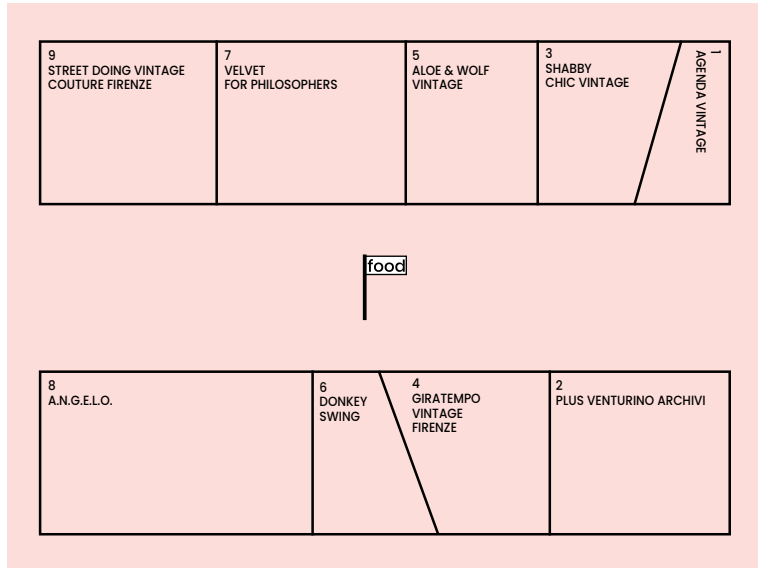 9
STREET DOING VINTAGE
COUTURE FIRENZE
7
VELVET
FOR PHILOSOPHERS
5
ALOE & WOLF
VINTAGE
3
SHABBY
CHIC VINTAGE
1
AGENDA VINTAGE
food
8
A.N.G.E.L.O.
6
DONKEY
SWING
4
GIRATEMPO
VINTAGE
FIRENZE
2
PLUS VENTURINO ARCHIVI